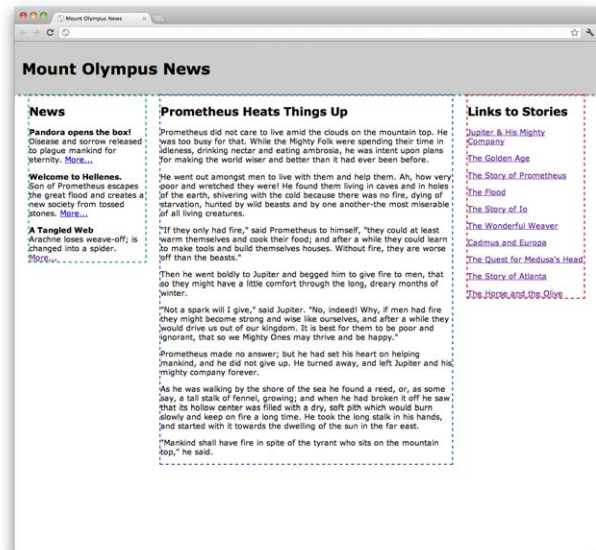 Mount Olympus News
Mount Olympus News
News
Pandora opens the box!
Disease and sorrow released
to plague mankind for
eternity. More...
Welcome to Hellenes.
Son of Prometheus escapes
the great flood and creates a
new society from tossed
stones. More...
A Tangled Web
Arachne loses weave-off; is
changed into a spider.
More...
Prometheus Heats Things Up
Prometheus did not care to live amid the clouds on the mountain top. He
was too busy for that. While the Mighty Folk were spending their time in
idleness, drinking nectar and eating ambrosia, he was intent upon plans
for making the world wiser and better than it had ever been before.
He went out amongst men to live with them and help them. Ah, how very
poor and wretched they were! He found them living in caves and in holes
of the earth, shivering with the cold because there was no fire, dying of
starvation, hunted by wild beasts and by one another-the most miserable
of all living creatures.
"If they only had fire," said Prometheus to himself, "they could at least
warm themselves and cook their food; and after a while they could learn
to make tools and build themselves houses. Without fire, they are worse
off than the beasts."
Then he went boldly to Jupiter and begged him to give fire to men, that
so they might have a little comfort through the long, dreary months of
winter.
"Not a spark will I give," said Jupiter. "No, indeed! Why, if men had fire
they might become strong and wise like ourselves, and after a while they
would drive us out of our kingdom. It is best for them to be poor and
ignorant, that so we Mighty Ones may thrive and be happy."
Prometheus made no answer; but he had set his heart on helping
mankind, and he did not give up. He turned away, and left Jupiter and his
mighty company forever.
As he was walking by the shore of the sea he found a reed, or, as some
say, a tall stalk of fennel, growing; and when he had broken it off he saw
that its hollow center was filled with a dry, soft pith which would burn
slowly and keep on fire a long time. He took the long stalk in his hands,
and started with it towards the dwelling of the sun in the far east.
"Mankind shall have fire in spite of the tyrant who sits on the mountain
top," he said.
Links to Stories
Jupiter & His Mighty
Company
The Golden Age
The Story of Prometheus
The Flood
The Story of Io
The Wonderful Weaver
Cadmus and Europa
The Quest for Medusa's Head
The Story of Atlanta
The Horse and the Olive